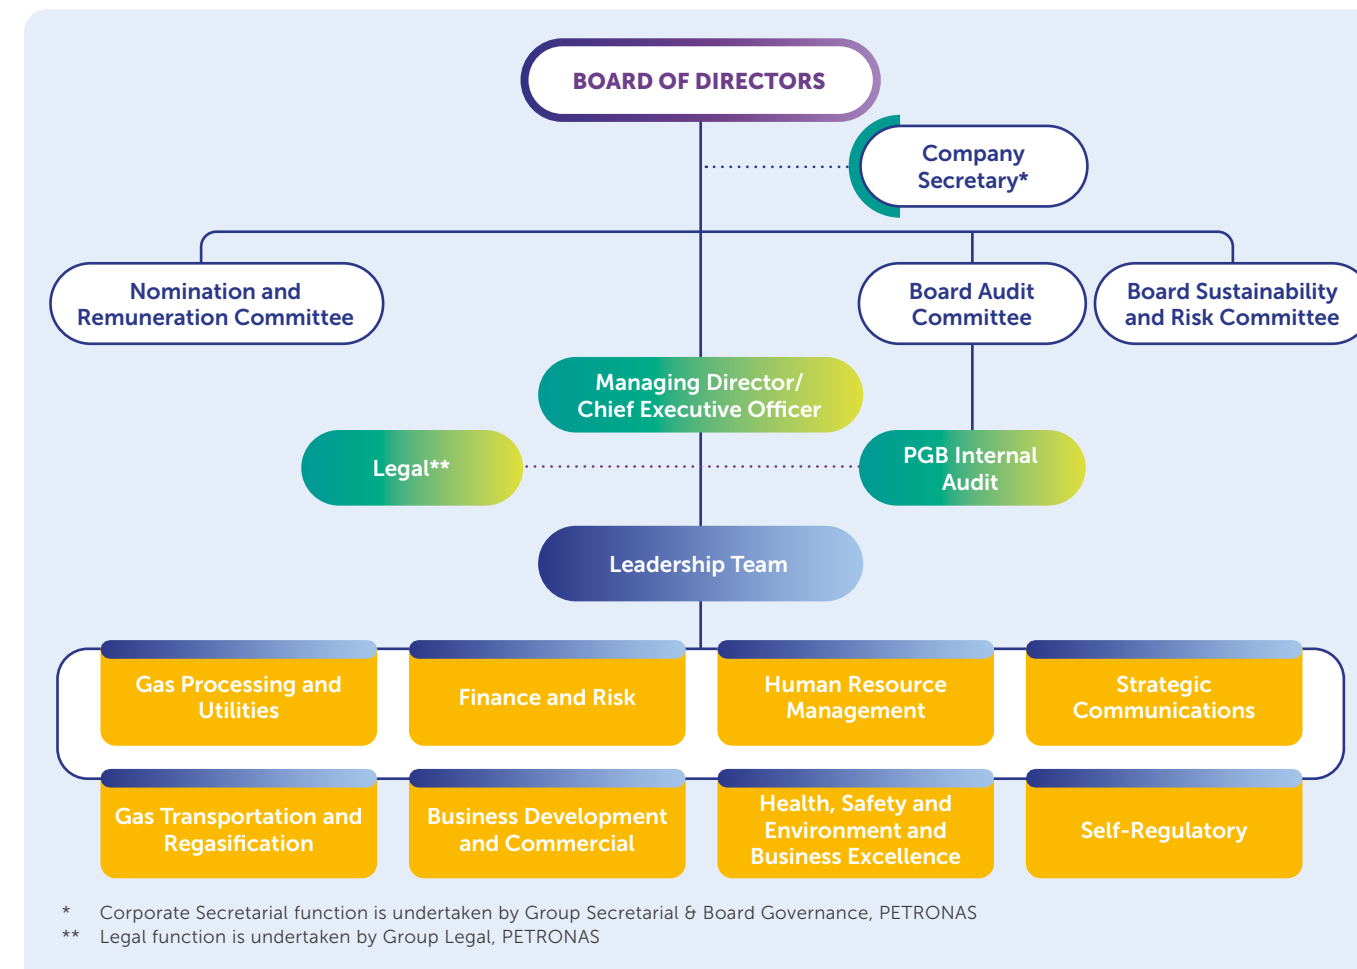 BOARD OF DIRECTORS
Company
Secretary*
Nomination and
Remuneration Committee
Board Audit
Committee
Board Sustainability
and Risk Committee
Managing Director/
Chief Executive Officer
Legal**
PGB Internal
Audit
Leadership Team
Gas Processing and
Utilities
Finance and Risk
Human Resource
Management
Strategic
Communications
Gas Transportation and
Regasification
Business Development
and Commercial
Health, Safety and
Environment and
Business Excellence
Self-Regulatory
* Corporate Secretarial function is undertaken by Group Secretarial & Board Governance, PETRONAS
** Legal function is undertaken by Group Legal, PETRONAS